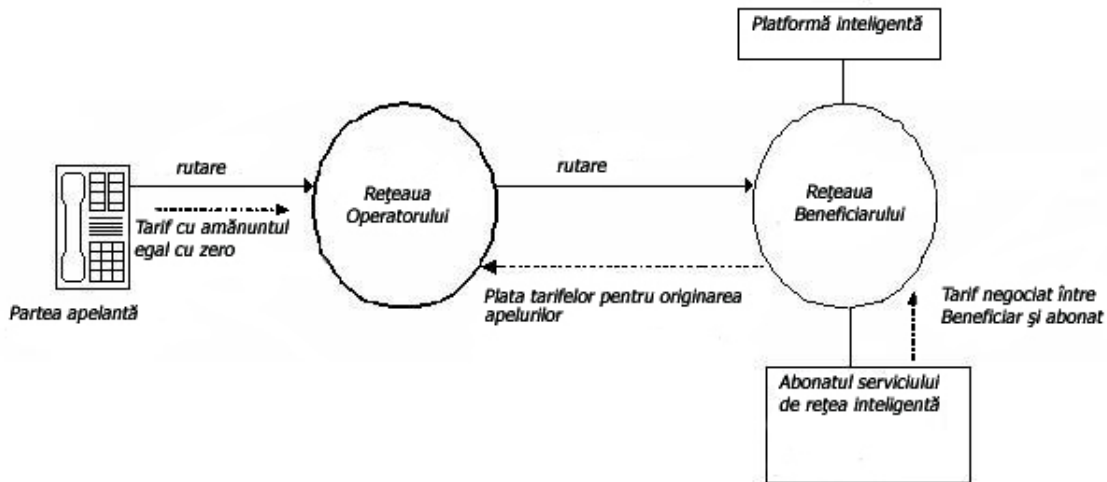 Platformă inteligentă
rutare
rutare
Reţeaua
Operatorului
Reţeaua
Beneficiarului
Tarif cu amănuntul
egal cu zero
Partea apelantă
Plata tarifelor pentru originarea
apelurilor
Tarif negociat între
Beneficiar şi abonat
Abonatul serviciului
de reţea inteligentă